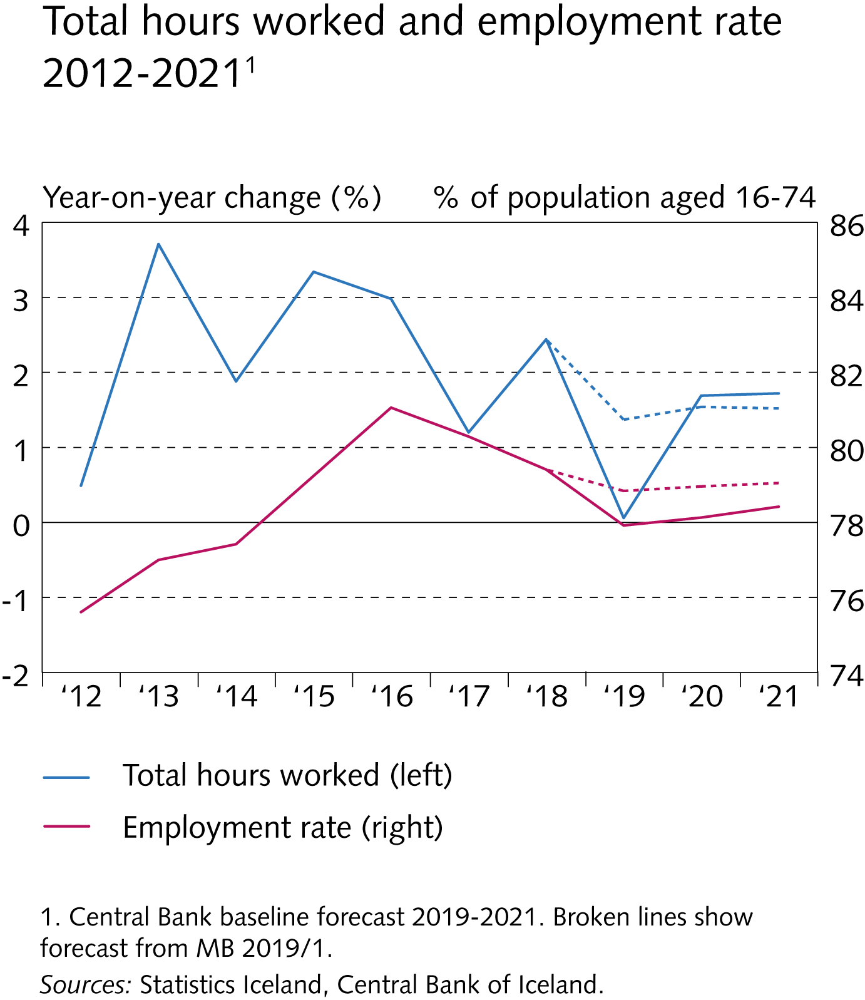 Total hours worked and employment rate
2012-2021¹
Year-on-year change (%) % of population aged 16-74
4 86
3 84
2 82
1 80
0 78
-1 76
-2 74
‘12 ‘13 ‘14 ‘15 ‘16 ‘17 ‘18 ‘19 ‘20 ‘21
Total hours worked (left)
Employment rate (right)
1. Central Bank baseline forecast 2019-2021. Broken lines show
forecast from MB 2019/1.
Sources: Statistics Iceland, Central Bank of Iceland.